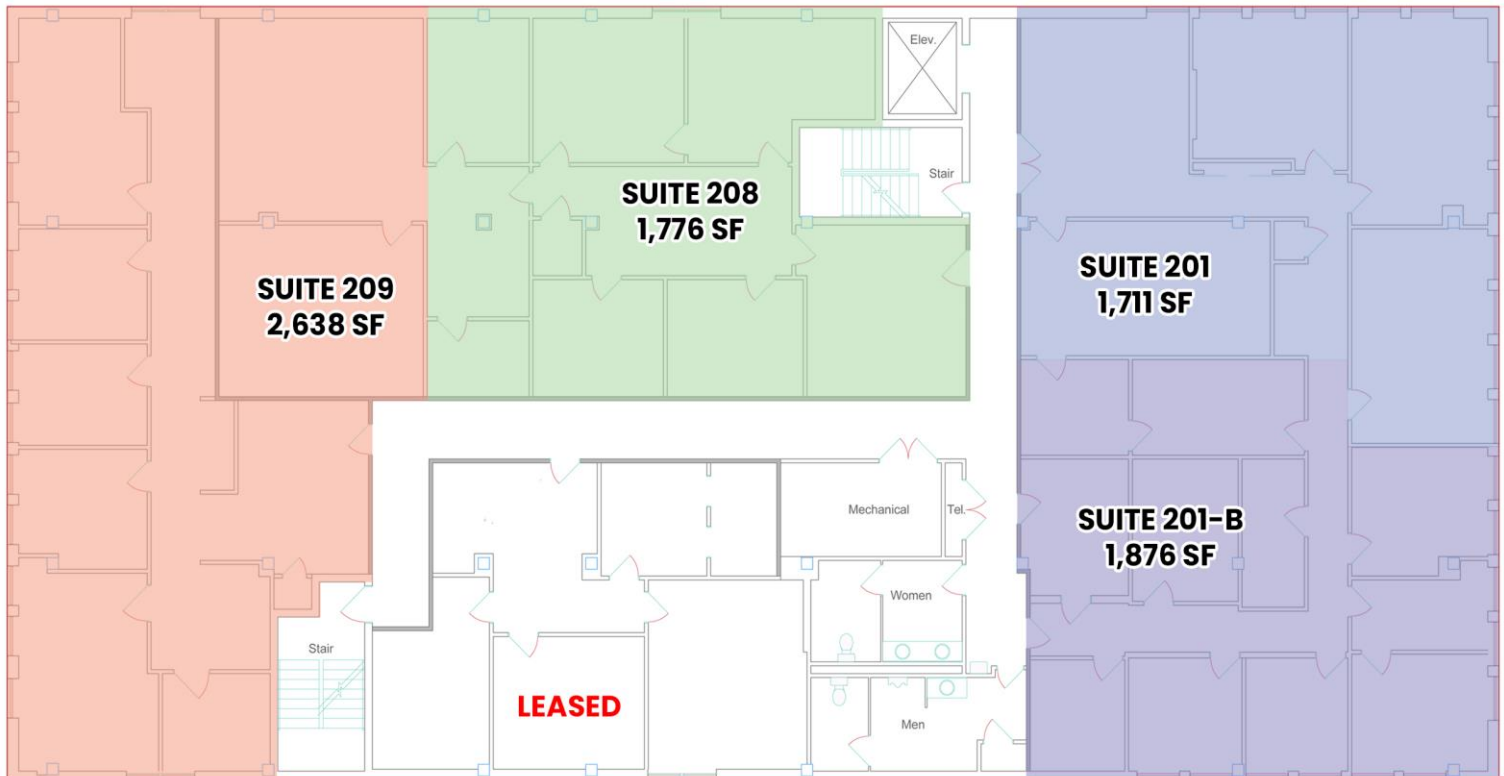 Elev.
Stair
SUITE 208
1,776 SF
SUITE 209
2,638 SF
SUITE 201
1,711 SF
Mechanical
Tel.
SUITE 201-B
1,876 SF
Women
Stair
LEASED
Men